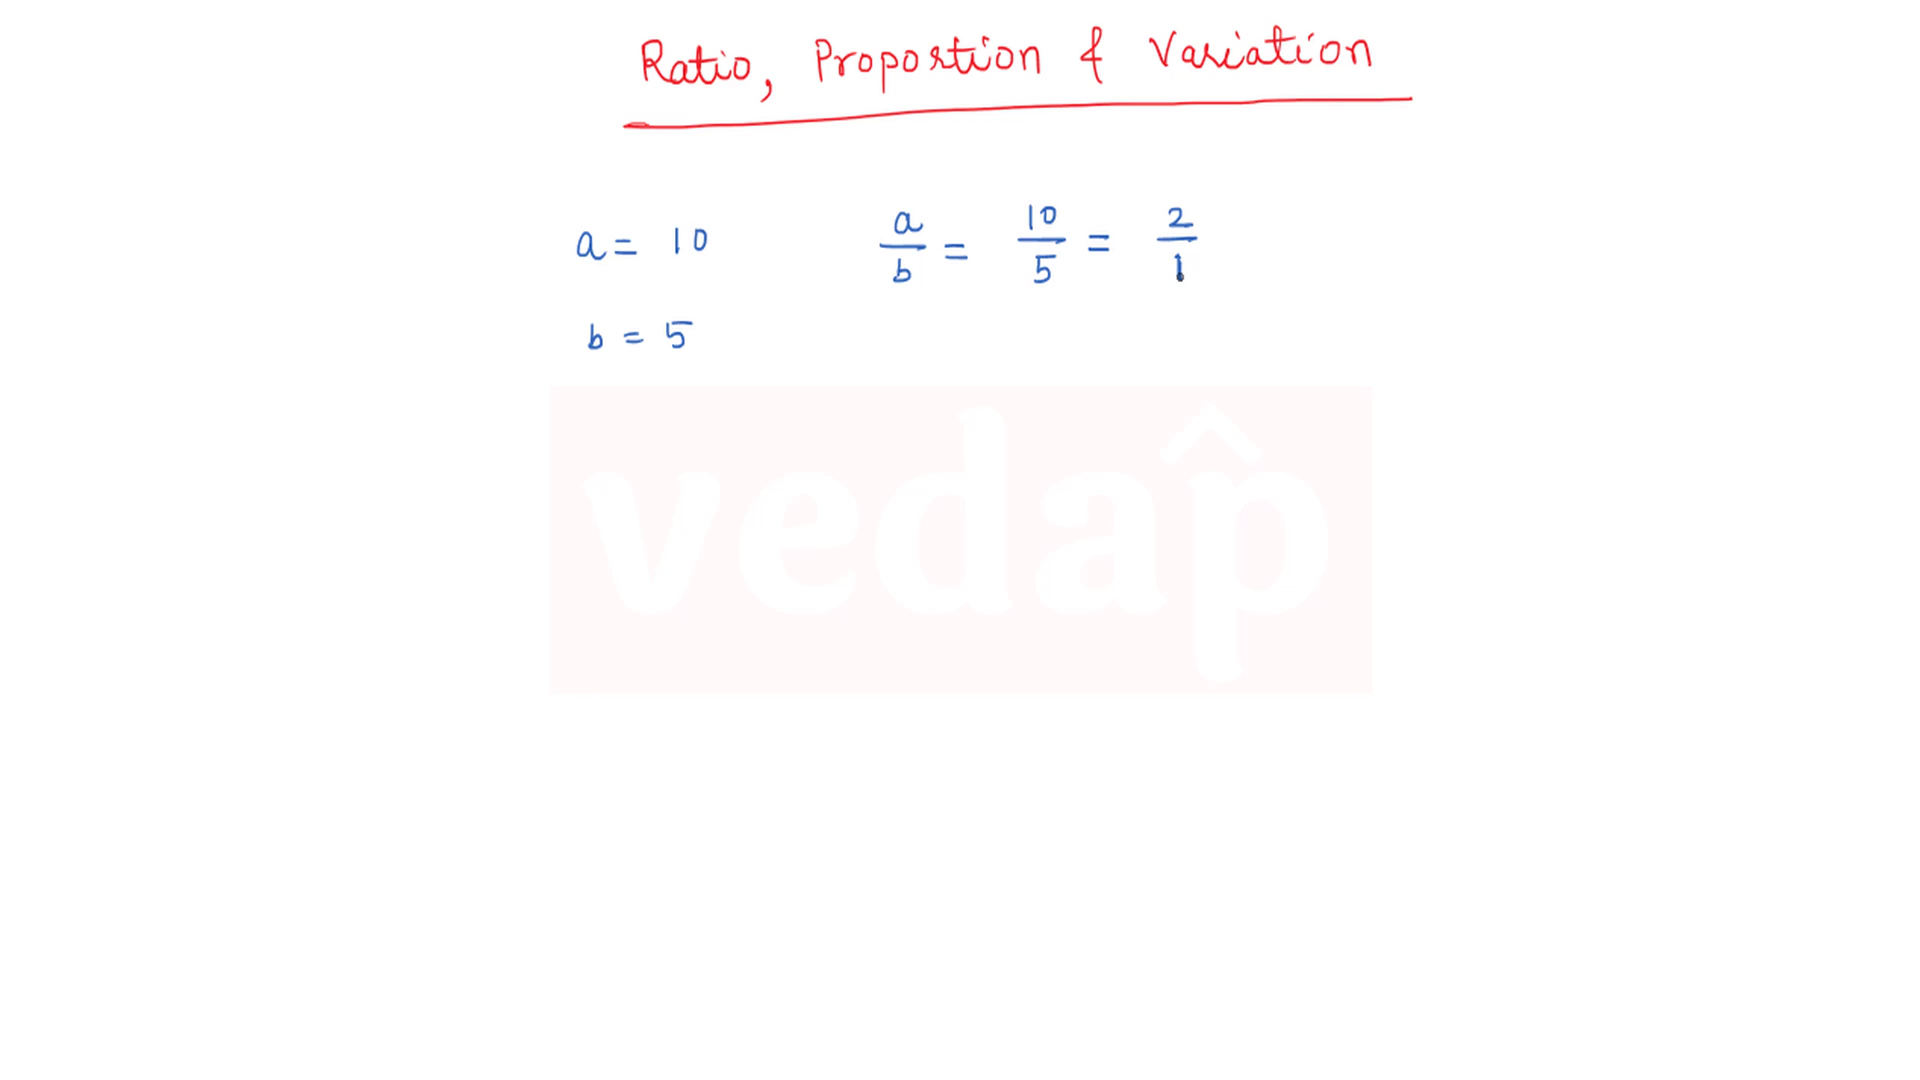 Ratio, Proportion & Variation
a = 10
a/b = 10/5 = 2/1
b = 5
vedap̂